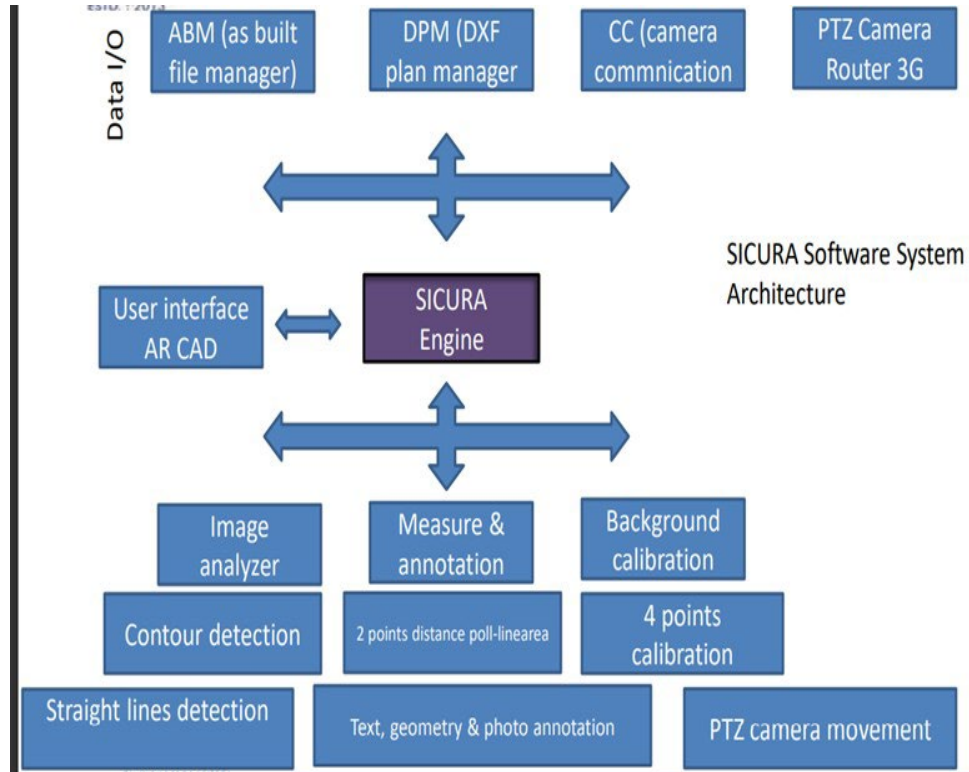 Data I/O
ABM (as built
file manager)
DPM (DXF
plan manager
CC (camera
commnication)
PTZ Camera
Router 3G
SICURA Software System
Architecture
User interface
AR CAD
SICURA
Engine
Image
analyzer
Measure &
annotation
Background
calibration
Contour detection
2 points distance poll-linearea
4 points
calibration
Straight lines detection
Text, geometry & photo annotation
PTZ camera movement